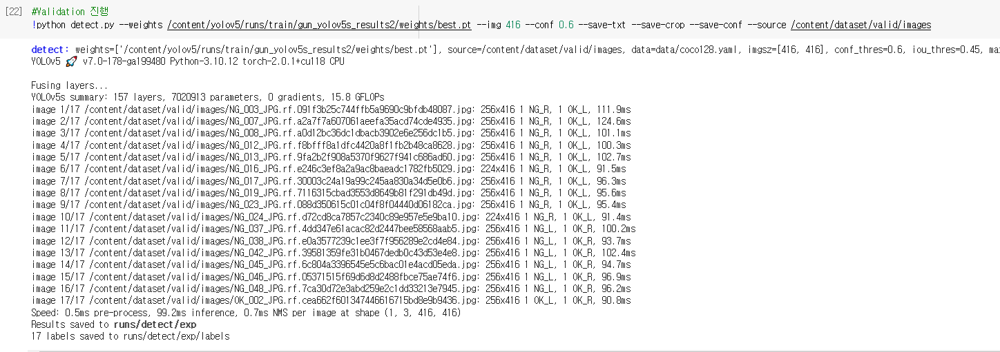 [22] #Validation 진행
!python detect.py --weights /content/yolov5/runs/train/gun_yolov5s_results2/weights/best.pt --img 416 --conf 0.6 --save-txt --save-crop --save-conf --source /content/dataset/valid/images
detect: weights=['/content/yolov5/runs/train/gun_yolov5s_results2/weights/best.pt'], source=/content/dataset/valid/images, data=data/coco128.yaml, imgsz=[416, 416], conf_thres=0.6, iou_thres=0.45, ma
YOLOv5 🚀 v7.0-178-ga199480 Python-3.10.12 torch-2.0.1+cu118 CPU
Fusing layers...
YOLOv5s summary: 157 layers, 7020913 parameters, 0 gradients, 15.8 GFLOPs
image 1/17 /content/dataset/valid/images/NG_003_JPG.rf.091f3b25c744ffb5a9690c9bfdb48087.jpg: 256x416 1 NG_R, 1 OK_L, 111.9ms
image 2/17 /content/dataset/valid/images/NG_007_JPG.rf.a2a7f7a607061aeefa35acd74cde4935.jpg: 256x416 1 NG_R, 1 OK_L, 124.6ms
image 3/17 /content/dataset/valid/images/NG_008_JPG.rf.a0d12bc36dc1dbacb3902e6e256dc1b5.jpg: 256x416 1 NG_R, 1 OK_L, 101.1ms
image 4/17 /content/dataset/valid/images/NG_012_JPG.rf.f8bfff8a1dfc4420a8f1fb2b48ca8628.jpg: 256x416 1 NG_R, 1 OK_L, 100.3ms
image 5/17 /content/dataset/valid/images/NG_013_JPG.rf.9fa2b2f908a5370f9627f941c686ad60.jpg: 256x416 1 NG_R, 1 OK_L, 102.7ms
image 6/17 /content/dataset/valid/images/NG_016_JPG.rf.e246c3ef8a2a9ac8baeadc1782fb5029.jpg: 224x416 1 NG_R, 1 OK_L, 91.5ms
image 7/17 /content/dataset/valid/images/NG_017_JPG.rf.30003c24a19a99c245aa830a34d5e0b6.jpg: 256x416 1 NG_R, 1 OK_L, 96.3ms
image 8/17 /content/dataset/valid/images/NG_019_JPG.rf.7116315cbad3553d8649b81f291db49d.jpg: 256x416 1 NG_R, 1 OK_L, 95.6ms
image 9/17 /content/dataset/valid/images/NG_023_JPG.rf.088d350615c01c04f8f04440d06182ca.jpg: 256x416 1 NG_R, 1 OK_L, 95.4ms
image 10/17 /content/dataset/valid/images/NG_024_JPG.rf.d72cd8ca7857c2340c89e957e5e9ba10.jpg: 224x416 1 NG_R, 1 OK_L, 91.4ms
image 11/17 /content/dataset/valid/images/NG_037_JPG.rf.4dd347e61acac82d2447bee58568aab5.jpg: 256x416 1 NG_L, 1 OK_R, 100.2ms
image 12/17 /content/dataset/valid/images/NG_038_JPG.rf.e0a3577239c1ee3f7f956289e2cd4e84.jpg: 256x416 1 NG_L, 1 OK_R, 93.7ms
image 13/17 /content/dataset/valid/images/NG_042_JPG.rf.39581359fe31b0467dedb0c43d53e4e8.jpg: 256x416 1 NG_L, 1 OK_R, 102.4ms
image 14/17 /content/dataset/valid/images/NG_045_JPG.rf.6c804a3396545e5c6bac01e4acd05eda.jpg: 256x416 1 NG_L, 1 OK_R, 94.7ms
image 15/17 /content/dataset/valid/images/NG_046_JPG.rf.05371515f69d6d8d2488fbce75ae74f6.jpg: 256x416 1 NG_L, 1 OK_R, 96.9ms
image 16/17 /content/dataset/valid/images/NG_048_JPG.rf.7ca30d72e3abd259e2c1dd33213e7945.jpg: 256x416 1 NG_L, 1 OK_R, 96.2ms
image 17/17 /content/dataset/valid/images/OK_002_JPG.rf.cea662f601347446616715bd8e9b9436.jpg: 256x416 1 OK_L, 1 OK_R, 90.8ms
Speed: 0.5ms pre-process, 99.2ms inference, 0.7ms NMS per image at shape (1, 3, 416, 416)
Results saved to runs/detect/exp
17 labels saved to runs/detect/exp/labels